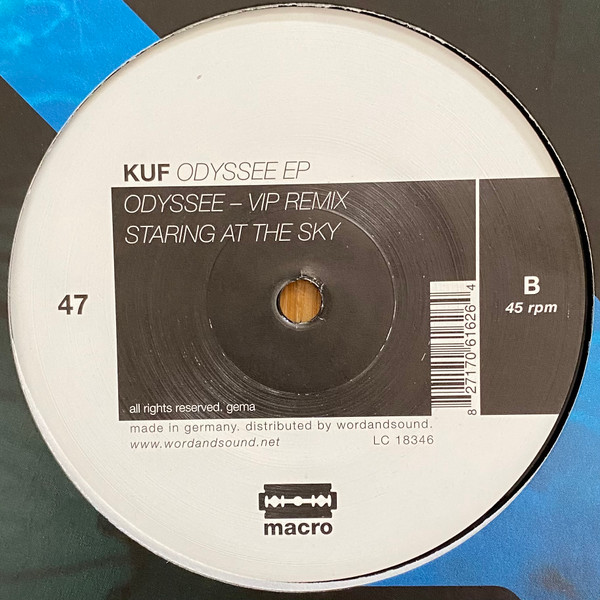 KUF ODYSSEE EP
ODYSSEE – VIP REMIX
STARING AT THE SKY
47
B
45 rpm
8 27170 61626 4
all rights reserved. gema
made in germany. distributed by wordandsound.
www.wordandsound.net LC 18346
macro